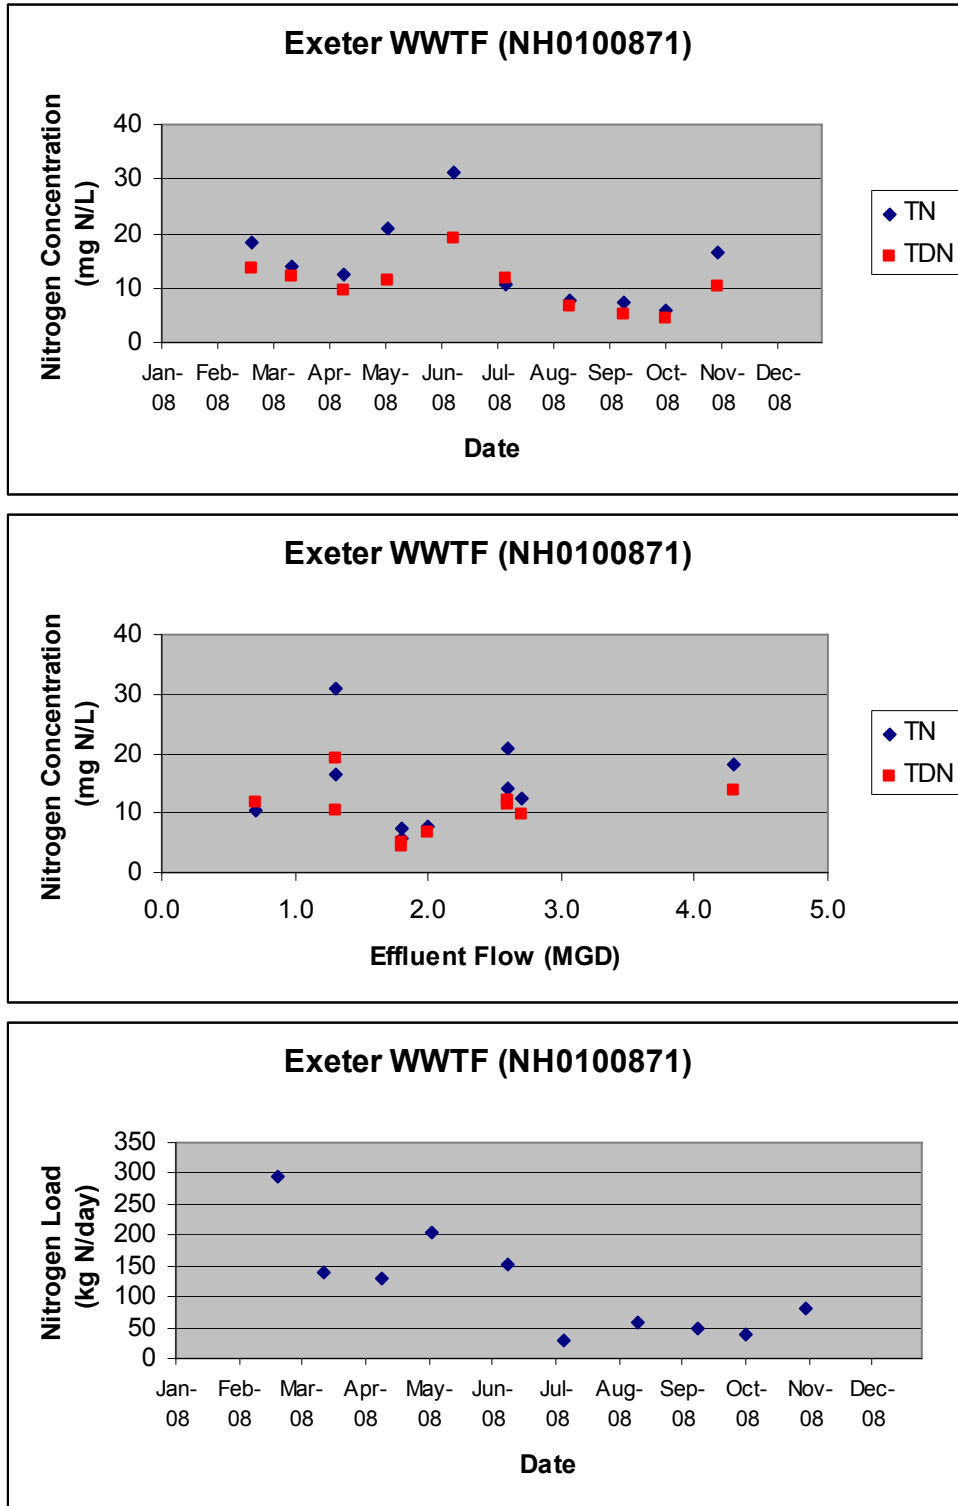 Exeter WWTF (NH0100871)
Nitrogen Concentration
(mg N/L)
40
30
20
10
0
Jan- Feb- Mar- Apr- May- Jun- Jul- Aug- Sep- Oct- Nov- Dec-
08 08 08 08 08 08 08 08 08 08 08 08
Date
TN
TDN
Exeter WWTF (NH0100871)
Nitrogen Concentration
(mg N/L)
40
30
20
10
0
0.0 1.0 2.0 3.0 4.0 5.0
Effluent Flow (MGD)
TN
TDN
Exeter WWTF (NH0100871)
Nitrogen Load
(kg N/day)
350
300
250
200
150
100
50
0
Jan- Feb- Mar- Apr- May- Jun- Jul- Aug- Sep- Oct- Nov- Dec-
08 08 08 08 08 08 08 08 08 08 08 08
Date